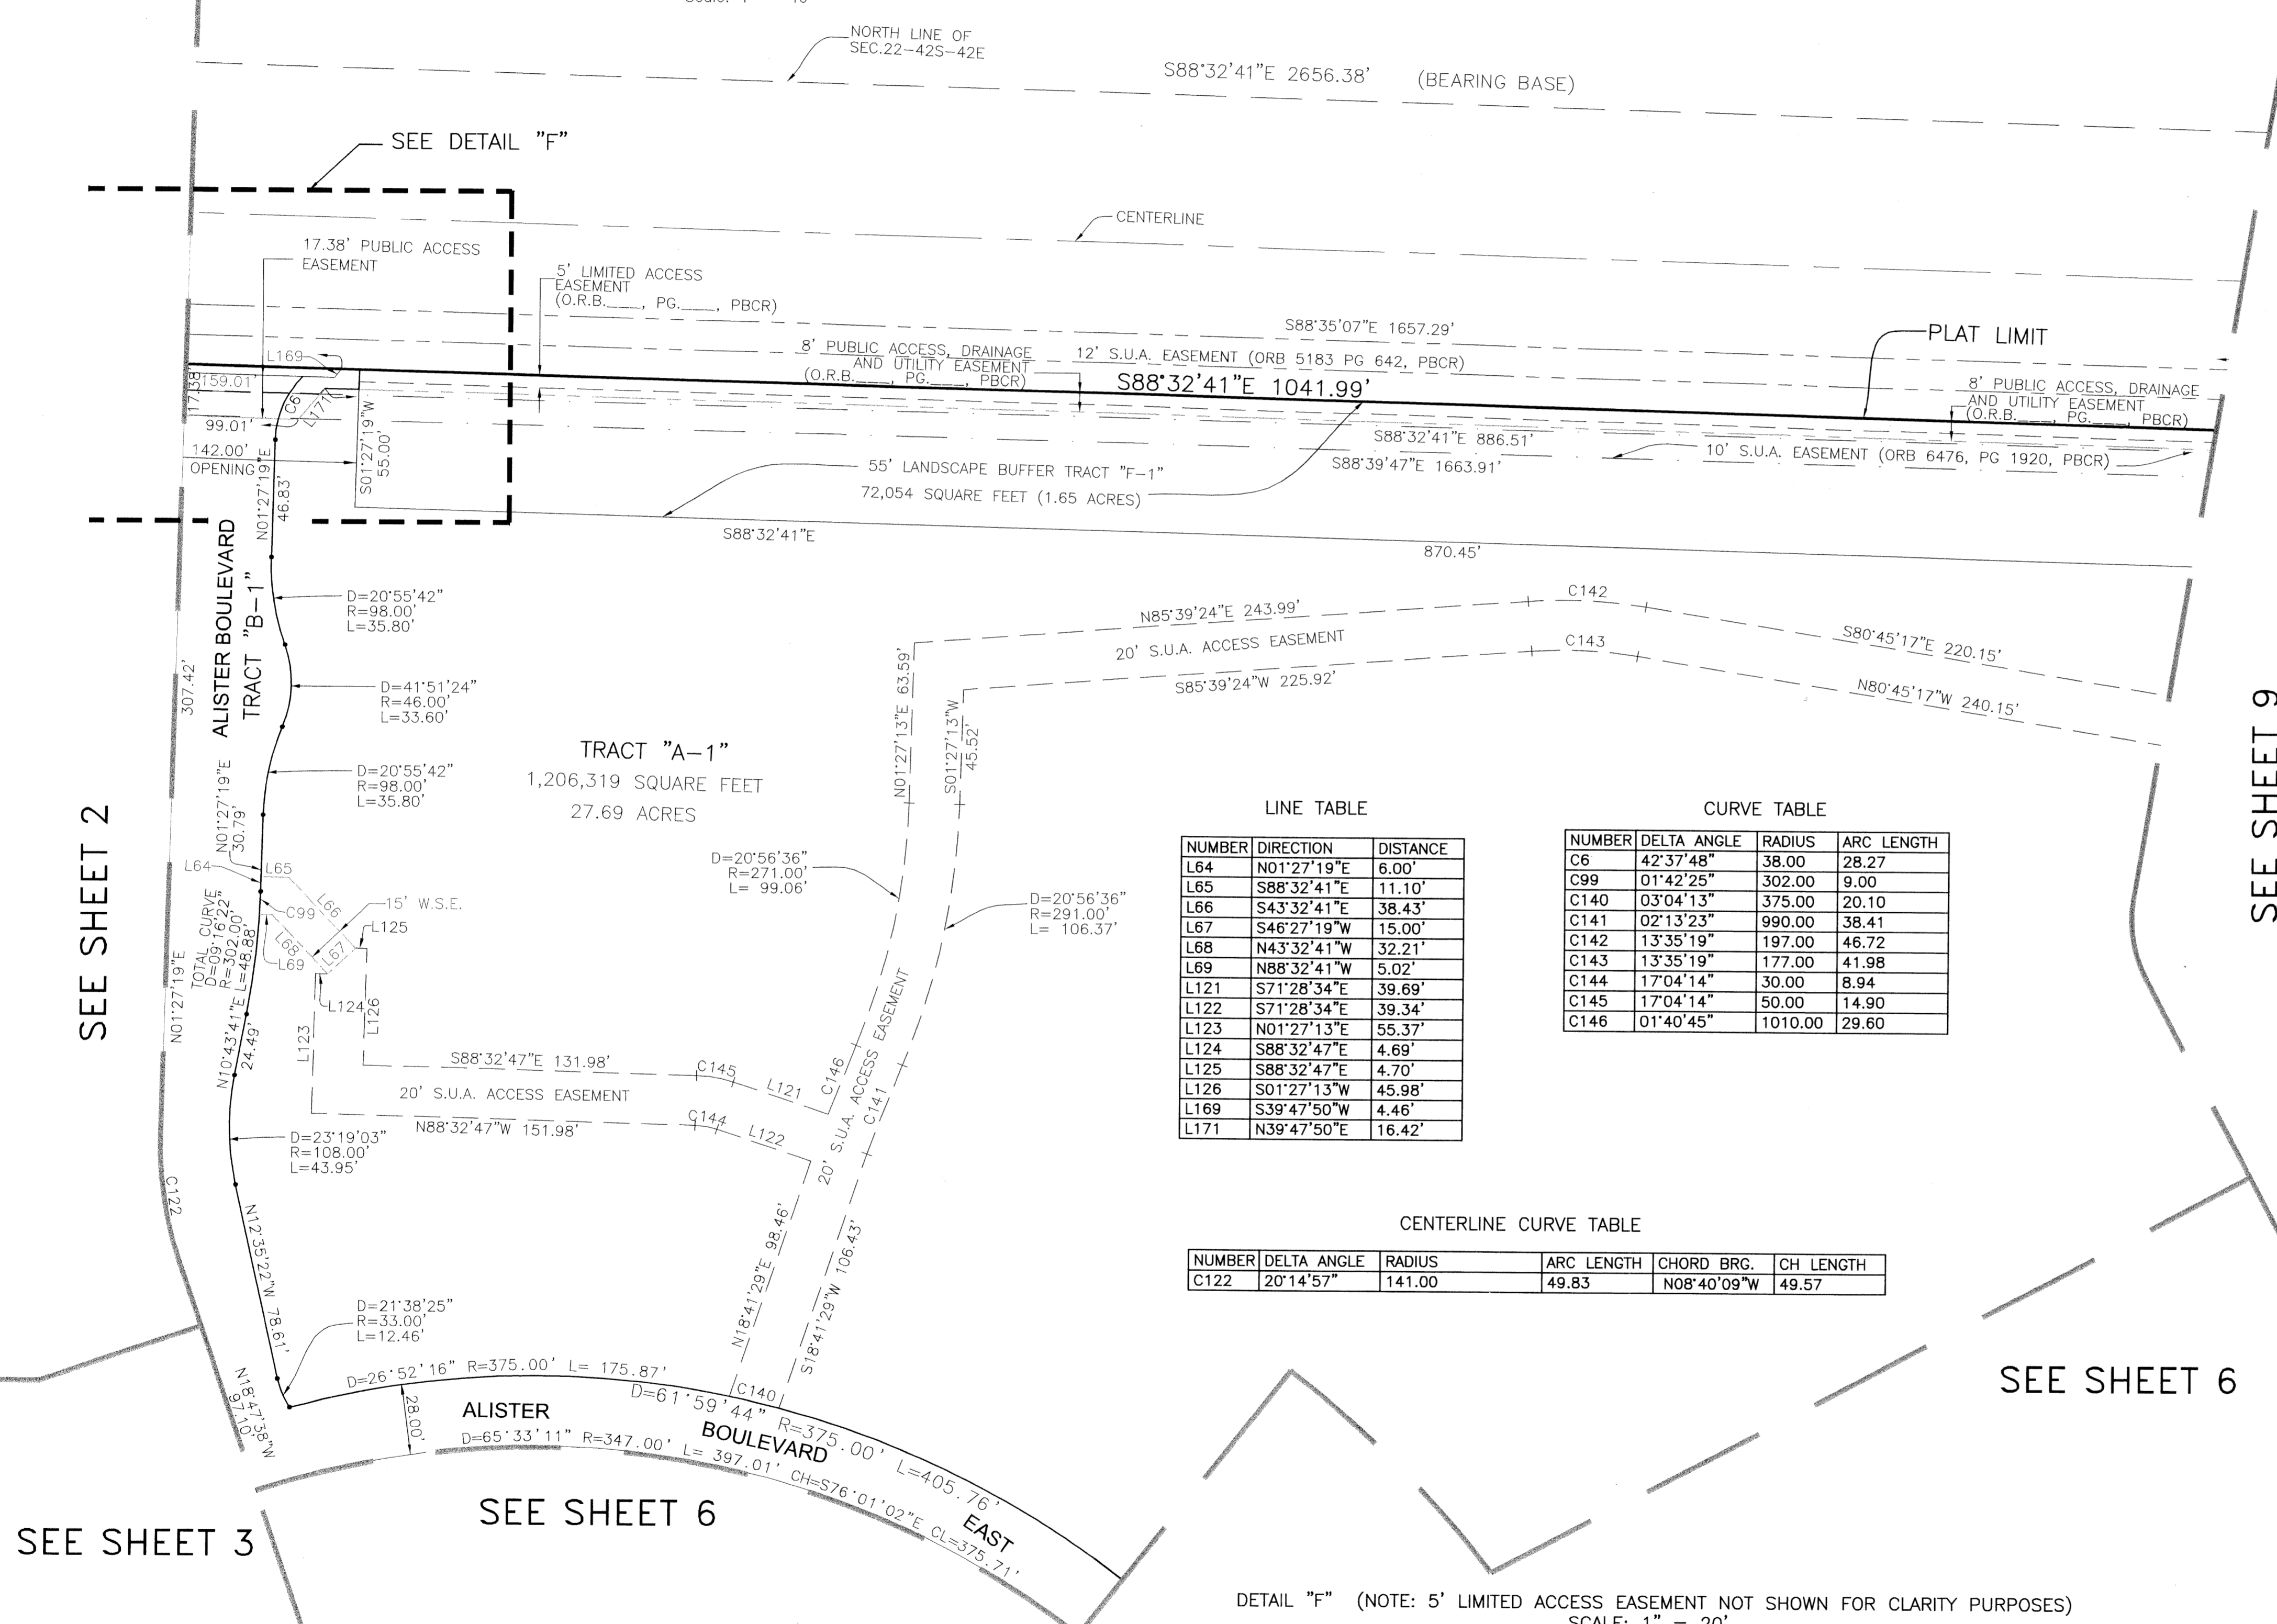 NORTH LINE OF
SEC.22-42S-42E
S88°32'41"E 2656.38' (BEARING BASE)
SEE DETAIL "F"
CENTERLINE
17.38' PUBLIC ACCESS
EASEMENT
5' LIMITED ACCESS
EASEMENT
(O.R.B.___, PG.___, PBCR)
S88°35'07"E 1657.29'
PLAT LIMIT
8' PUBLIC ACCESS, DRAINAGE
AND UTILITY EASEMENT
(O.R.B.___, PG.___, PBCR)
12' S.U.A. EASEMENT (ORB 5183 PG 642, PBCR)
S88°32'41"E 1041.99'
8' PUBLIC ACCESS, DRAINAGE
AND UTILITY EASEMENT
(O.R.B.___, PG.___, PBCR)
L169
17.38'
159.01'
C6
L171
99.01'
142.00'
OPENING
S01°27'19"W
55.00'
N01°27'19"E
46.83'
S88°32'41"E 886.51'
S88°39'47"E 1663.91'
10' S.U.A. EASEMENT (ORB 6476, PG 1920, PBCR)
55' LANDSCAPE BUFFER TRACT "F-1"
72,054 SQUARE FEET (1.65 ACRES)
S88°32'41"E
870.45'
ALISTER BOULEVARD
TRACT "B-1"
307.42'
D=20°55'42"
R=98.00'
L=35.80'
D=41°51'24"
R=46.00'
L=33.60'
D=20°55'42"
R=98.00'
L=35.80'
N85°39'24"E 243.99'
C142
20' S.U.A. ACCESS EASEMENT
S85°39'24"W 225.92'
C143
S80°45'17"E 220.15'
N80°45'17"W 240.15'
N01°27'13"E 63.59'
S01°27'13"W
45.52'
TRACT "A-1"
1,206,319 SQUARE FEET
27.69 ACRES
SEE SHEET 2
SEE SHEET 9
N01°27'19"E
30.79'
L64
L65
L66
C99
15' W.S.E.
L125
L68
L67
L69
L124
L126
L123
TOTAL CURVE
D=09°16'22"
R=302.00'
L=48.88'
N01°27'19"E
N10°43'41"E
24.49'
D=20°56'36"
R=271.00'
L= 99.06'
D=20°56'36"
R=291.00'
L= 106.37'
S88°32'47"E 131.98'
C145
L121
C146
C141
20' S.U.A. ACCESS EASEMENT
20' S.U.A. ACCESS EASEMENT
N88°32'47"W 151.98'
C144
L122
D=23°19'03"
R=108.00'
L=43.95'
C122
N12°35'22"W 78.61'
N18°41'29"E 98.46'
S18°41'29"W 106.43'
D=21°38'25"
R=33.00'
L=12.46'
N18°47'38"W
97.10'
D=26°52'16" R=375.00' L= 175.87'
C140
D=61°59'44" R=375.00' L=405.76'
28.00'
ALISTER
BOULEVARD
EAST
D=65°33'11" R=347.00' L= 397.01' CH=S76°01'02"E CL=375.71'
SEE SHEET 6
SEE SHEET 3
SEE SHEET 6
LINE TABLE
NUMBER DIRECTION DISTANCE
L64 N01°27'19"E 6.00'
L65 S88°32'41"E 11.10'
L66 S43°32'41"E 38.43'
L67 S46°27'19"W 15.00'
L68 N43°32'41"W 32.21'
L69 N88°32'41"W 5.02'
L121 S71°28'34"E 39.69'
L122 S71°28'34"E 39.34'
L123 N01°27'13"E 55.37'
L124 S88°32'47"E 4.69'
L125 S88°32'47"E 4.70'
L126 S01°27'13"W 45.98'
L169 S39°47'50"W 4.46'
L171 N39°47'50"E 16.42'
CURVE TABLE
NUMBER DELTA ANGLE RADIUS ARC LENGTH
C6 42°37'48" 38.00 28.27
C99 01°42'25" 302.00 9.00
C140 03°04'13" 375.00 20.10
C141 02°13'23" 990.00 38.41
C142 13°35'19" 197.00 46.72
C143 13°35'19" 177.00 41.98
C144 17°04'14" 30.00 8.94
C145 17°04'14" 50.00 14.90
C146 01°40'45" 1010.00 29.60
CENTERLINE CURVE TABLE
NUMBER DELTA ANGLE RADIUS ARC LENGTH CHORD BRG. CH LENGTH
C122 20°14'57" 141.00 49.83 N08°40'09"W 49.57
DETAIL "F" (NOTE: 5' LIMITED ACCESS EASEMENT NOT SHOWN FOR CLARITY PURPOSES)
SCALE: 1" = 20'